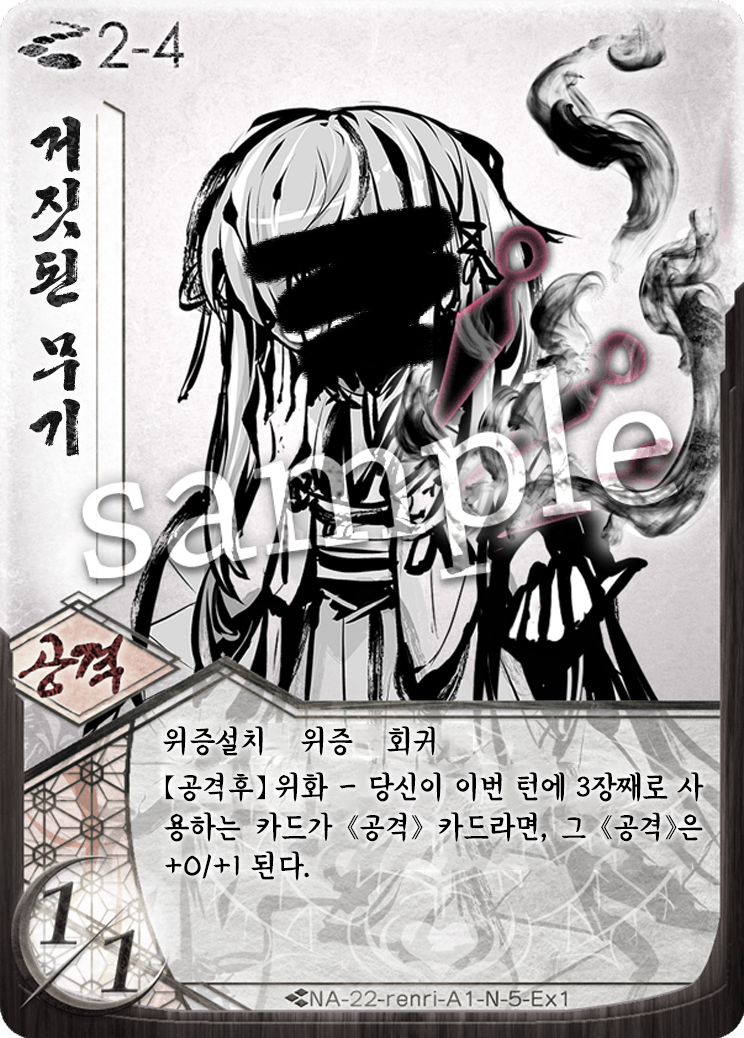 2-4
거짓된 무기
sample
공격
위증설치 위증 회귀
【공격후】위화 - 당신이 이번 턴에 3장째로 사
용하는 카드가 《공격》 카드라면, 그 《공격》은
+0/+1 된다.
1/1
NA-22-renri-A1-N-5-Ex1